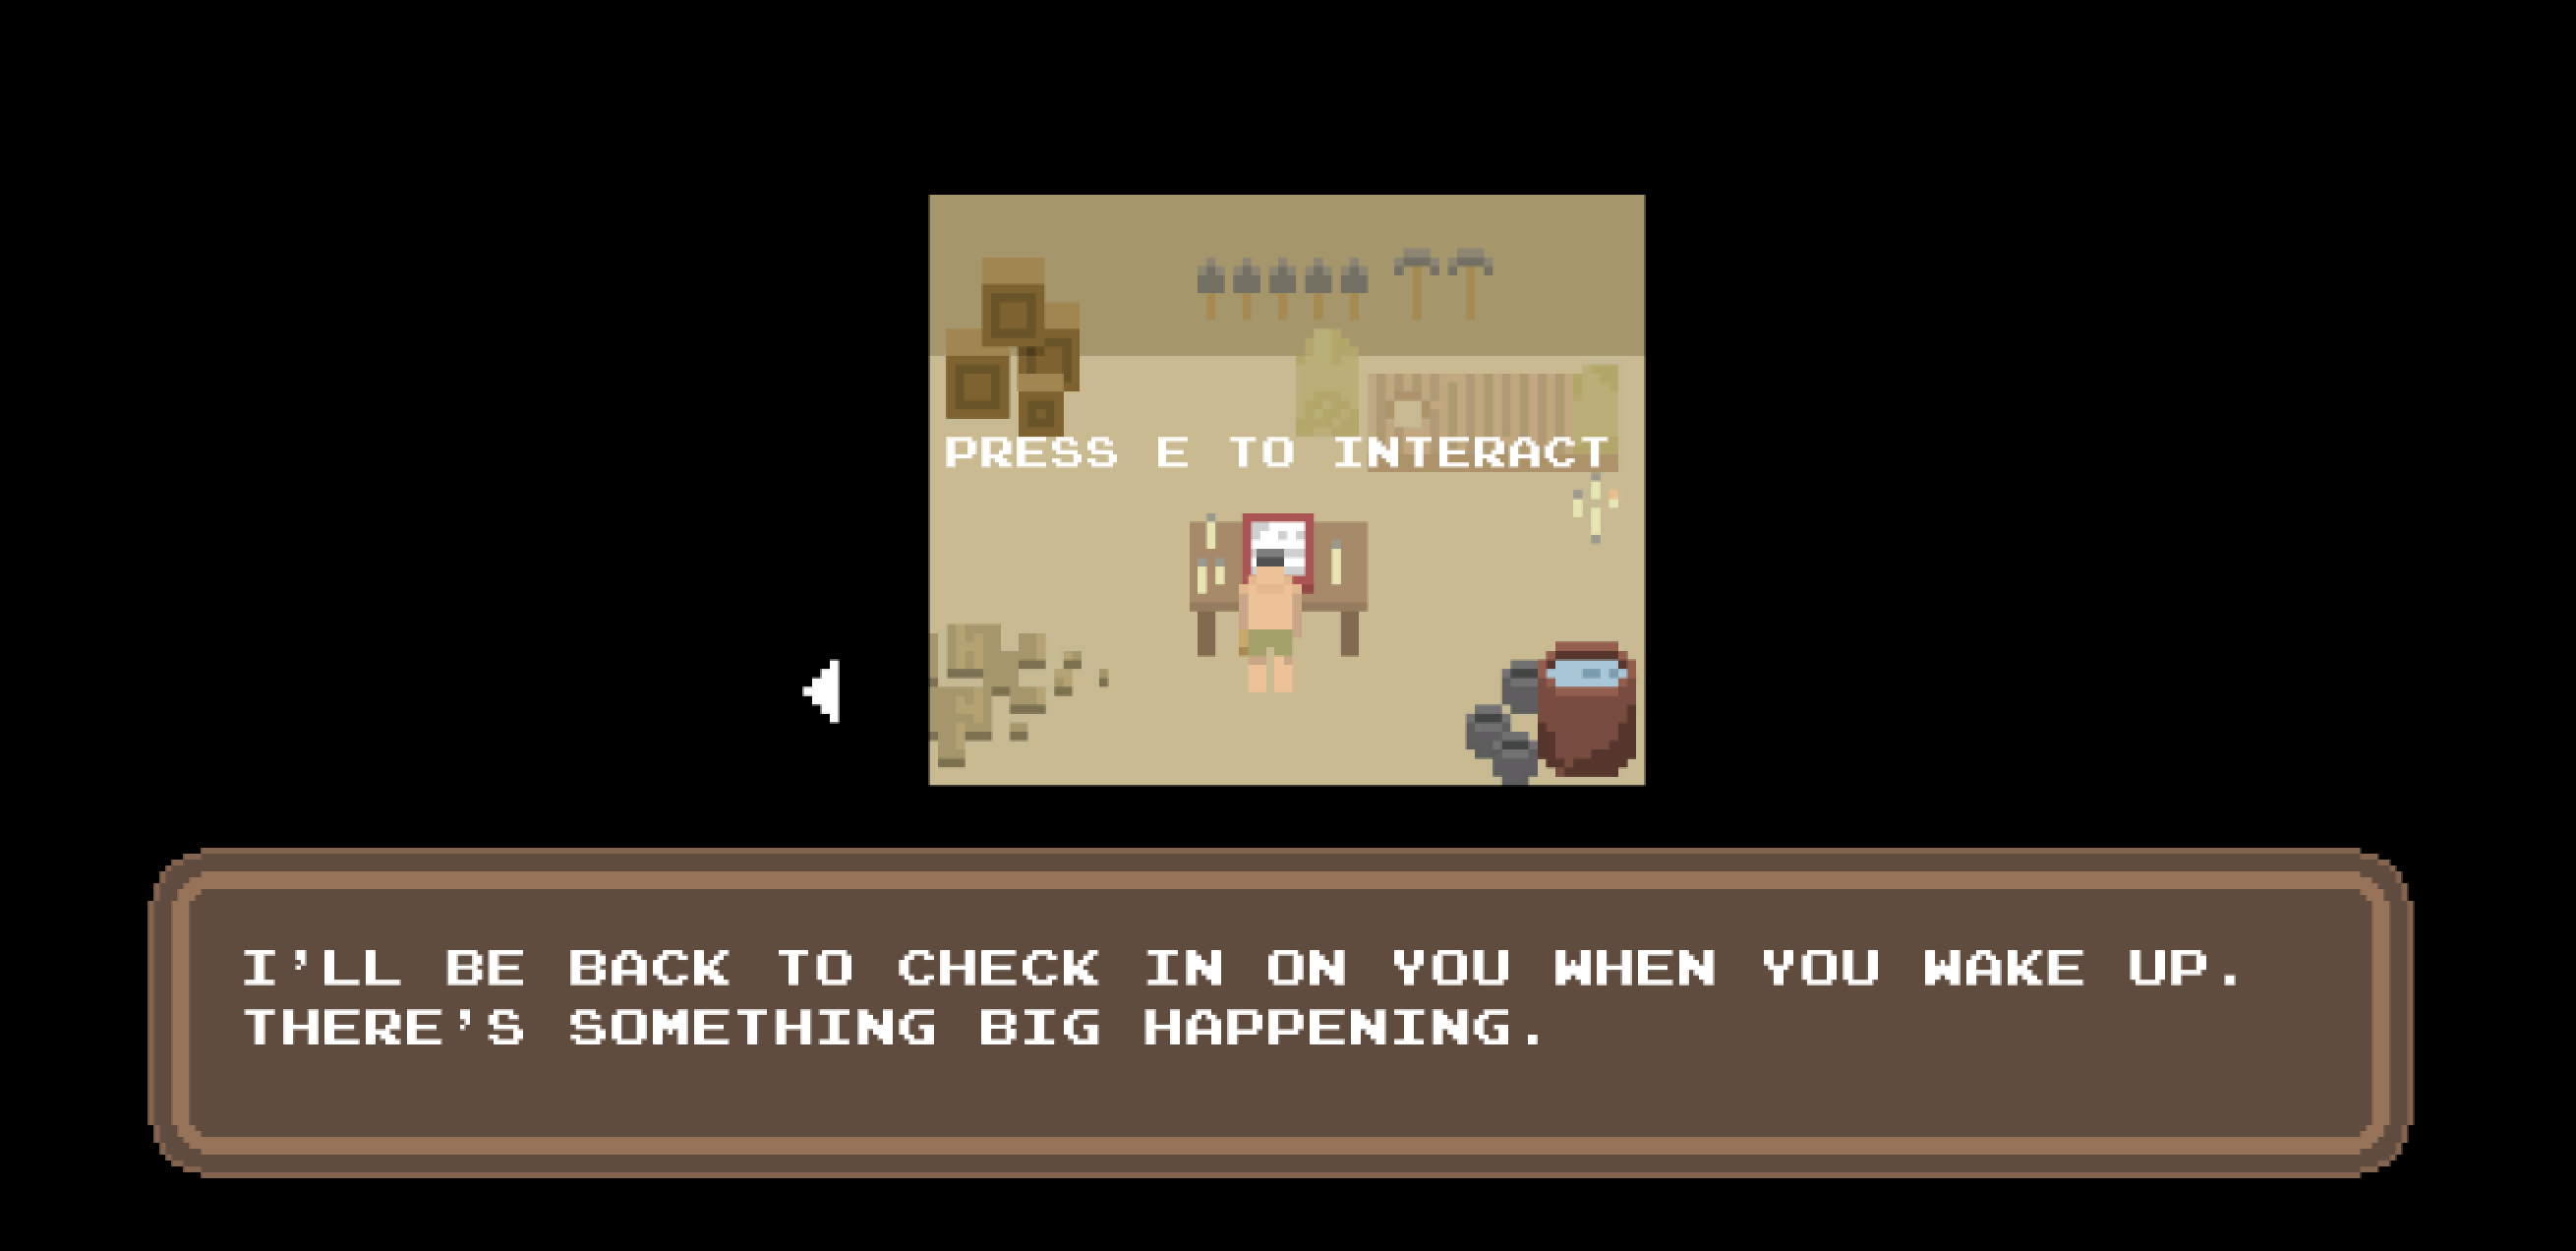 PRESS E TO INTERACT
I'LL BE BACK TO CHECK IN ON YOU WHEN YOU WAKE UP.
THERE'S SOMETHING BIG HAPPENING.